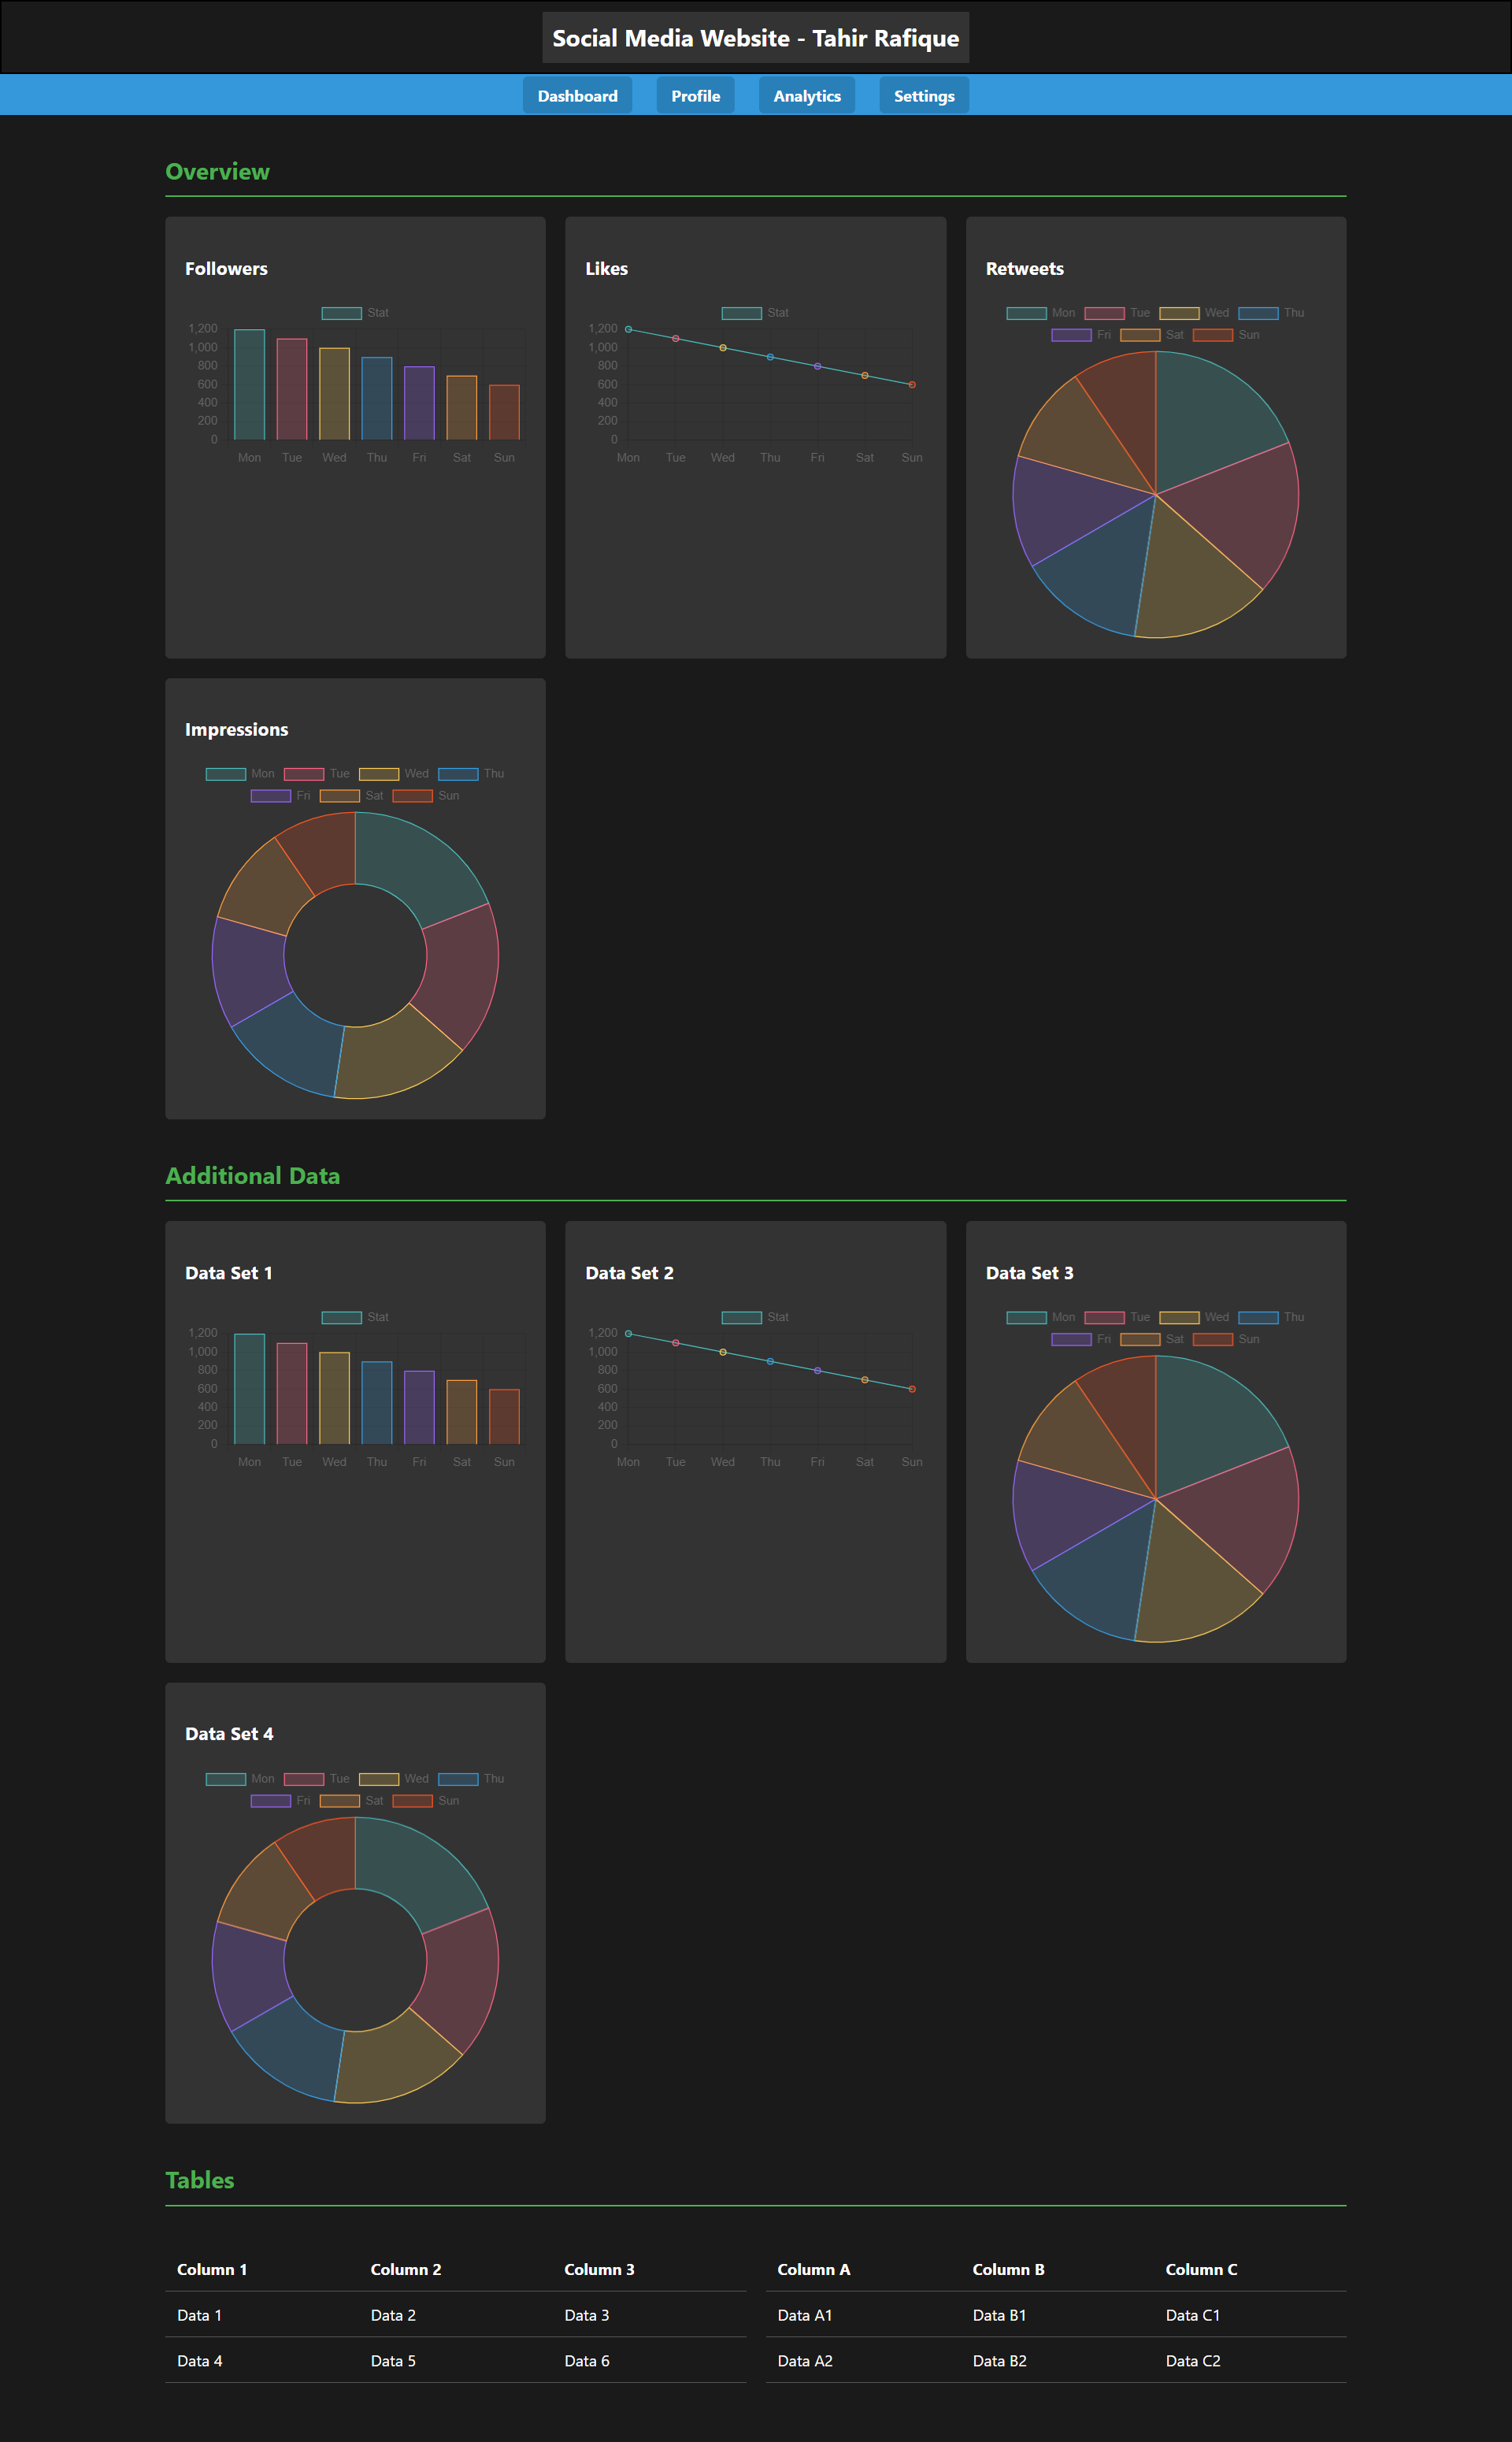 Social Media Website - Tahir Rafique
Dashboard Profile Analytics Settings
Overview
Followers
Stat
1,200
1,000
800
600
400
200
0
Mon Tue Wed Thu Fri Sat Sun
Likes
Stat
1,200
1,000
800
600
400
200
0
Mon Tue Wed Thu Fri Sat Sun
Retweets
Mon Tue Wed Thu
Fri Sat Sun
Impressions
Mon Tue Wed Thu
Fri Sat Sun
Additional Data
Data Set 1
Stat
1,200
1,000
800
600
400
200
0
Mon Tue Wed Thu Fri Sat Sun
Data Set 2
Stat
1,200
1,000
800
600
400
200
0
Mon Tue Wed Thu Fri Sat Sun
Data Set 3
Mon Tue Wed Thu
Fri Sat Sun
Data Set 4
Mon Tue Wed Thu
Fri Sat Sun
Tables
Column 1 Column 2 Column 3
Data 1 Data 2 Data 3
Data 4 Data 5 Data 6
Column A Column B Column C
Data A1 Data B1 Data C1
Data A2 Data B2 Data C2